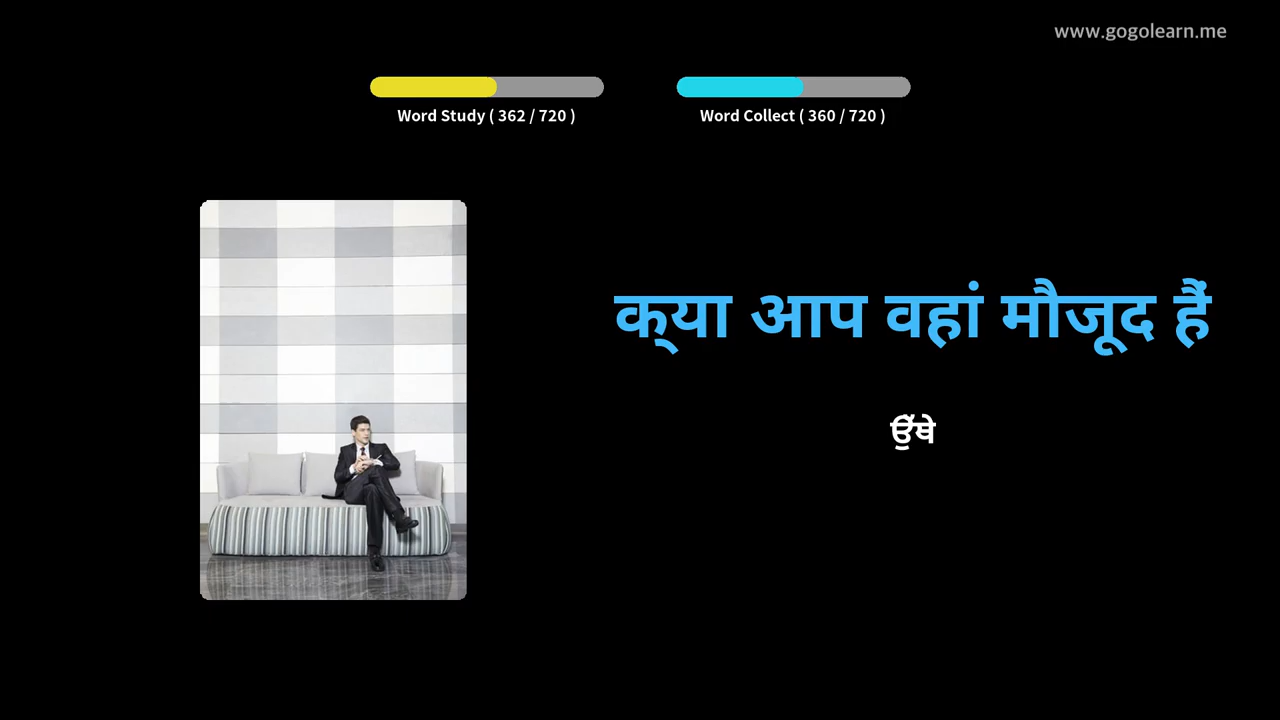 www.gogolearn.me
Word Study ( 362 / 720 )
Word Collect ( 360 / 720 )
क्या आप वहां मौजूद हैं
ਉੱਥੇ